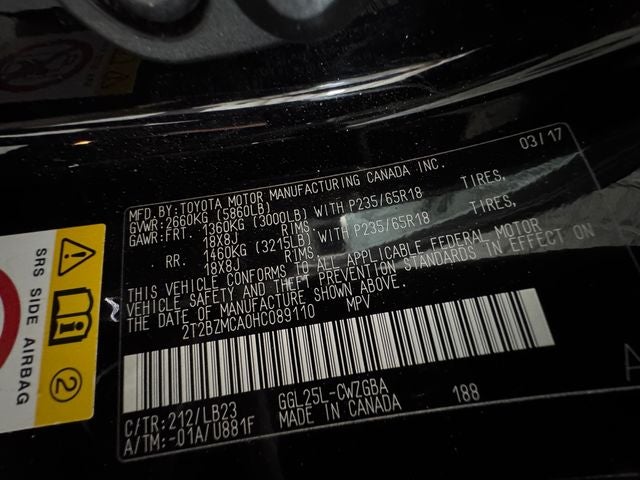 MFD.BY:TOYOTA MOTOR MANUFACTURING CANADA INC. 03/17
GVWR:2660KG (5860LB)
GAWR:FRT. 1360KG (3000LB) WITH P235/65R18 TIRES,
18X8J RIMS
RR. 1460KG (3215LB) WITH P235/65R18 TIRES,
18X8J RIMS
THIS VEHICLE CONFORMS TO ALL APPLICABLE FEDERAL MOTOR
VEHICLE SAFETY AND THEFT PREVENTION STANDARDS IN EFFECT ON
THE DATE OF MANUFACTURE SHOWN ABOVE.
2T2BZMCA0HC089110 MPV
C/TR:212/LB23 GGL25L-CWZGBA 188
A/TM:-01A/U881F MADE IN CANADA
A
SRS SIDE AIRBAG
2